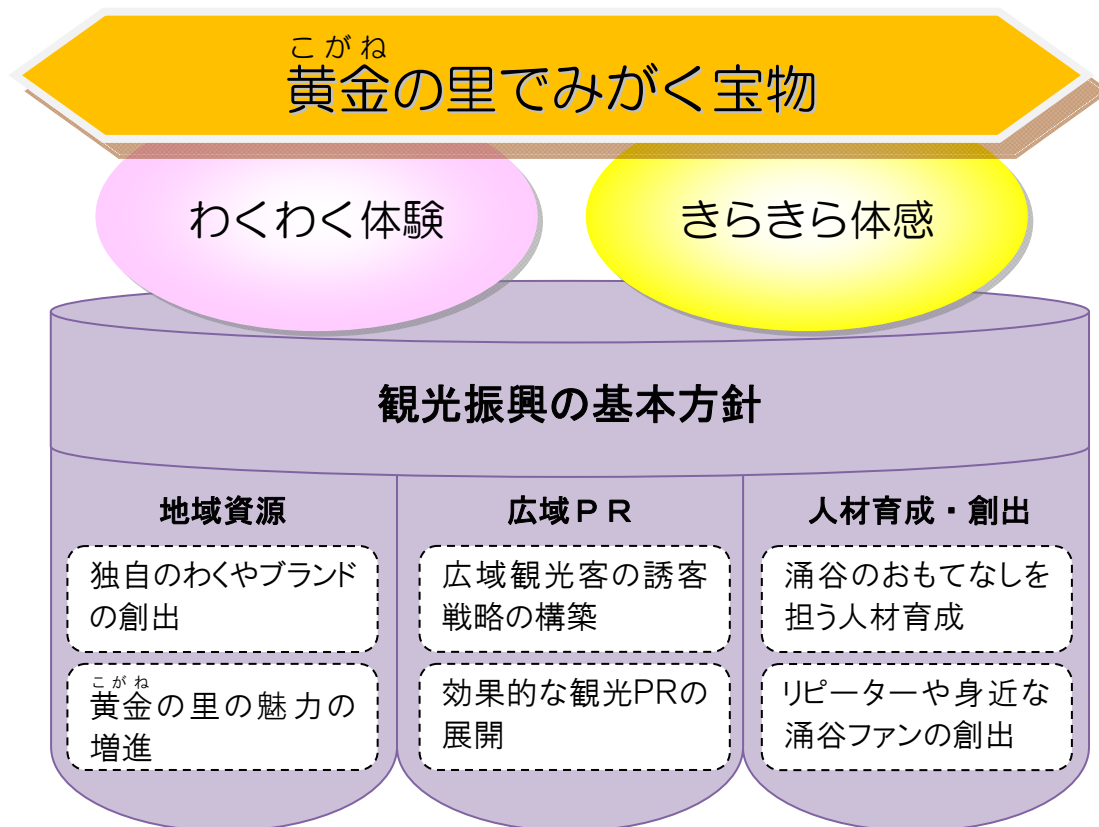 こがね
黄金の里でみがく宝物
わくわく体験
きらきら体感
観光振興の基本方針
地域資源
独自のわくやブランド
の創出
こがね
黄金の里の魅力の
増進
広域ＰＲ
広域観光客の誘客
戦略の構築
効果的な観光PRの
展開
人材育成・創出
涌谷のおもてなしを
担う人材育成
リピーターや身近な
涌谷ファンの創出